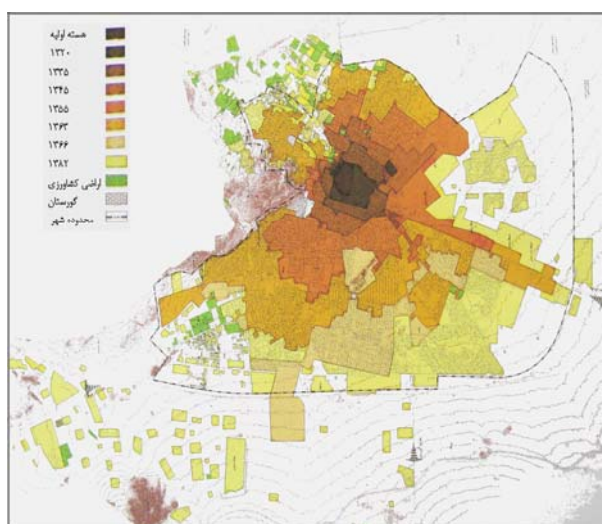 هسته اولیه
۱۳۲۰
۱۳۳۵
۱۳۴۵
۱۳۵۵
۱۳۶۳
۱۳۶۶
۱۳۸۲
اراضی کشاورزی
گورستان
محدوده شهر